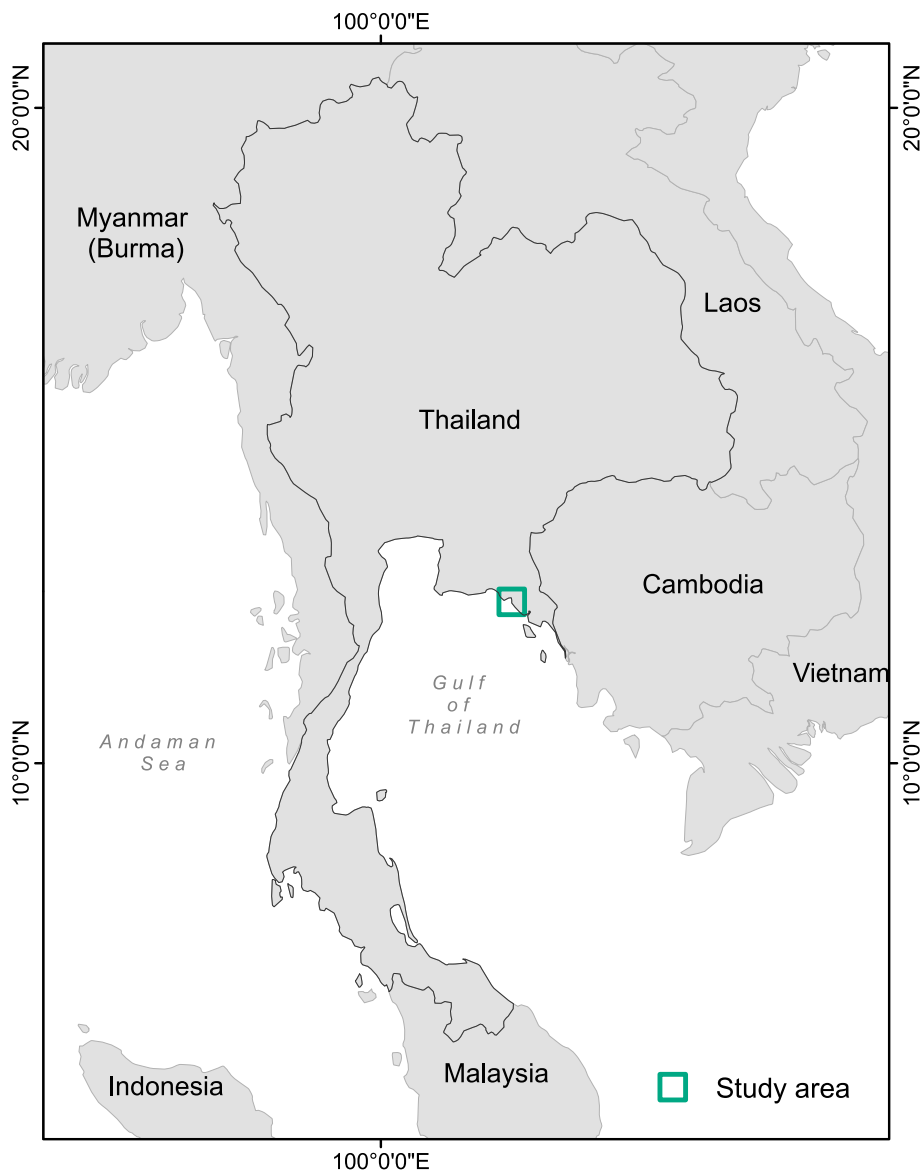 100°0'0"E
20°0'0"N
20°0'0"N
Myanmar
(Burma)
Laos
Thailand
Cambodia
Vietnam
Gulf
of
Thailand
Andaman
Sea
10°0'0"N
10°0'0"N
Malaysia
Indonesia
Study area
100°0'0"E